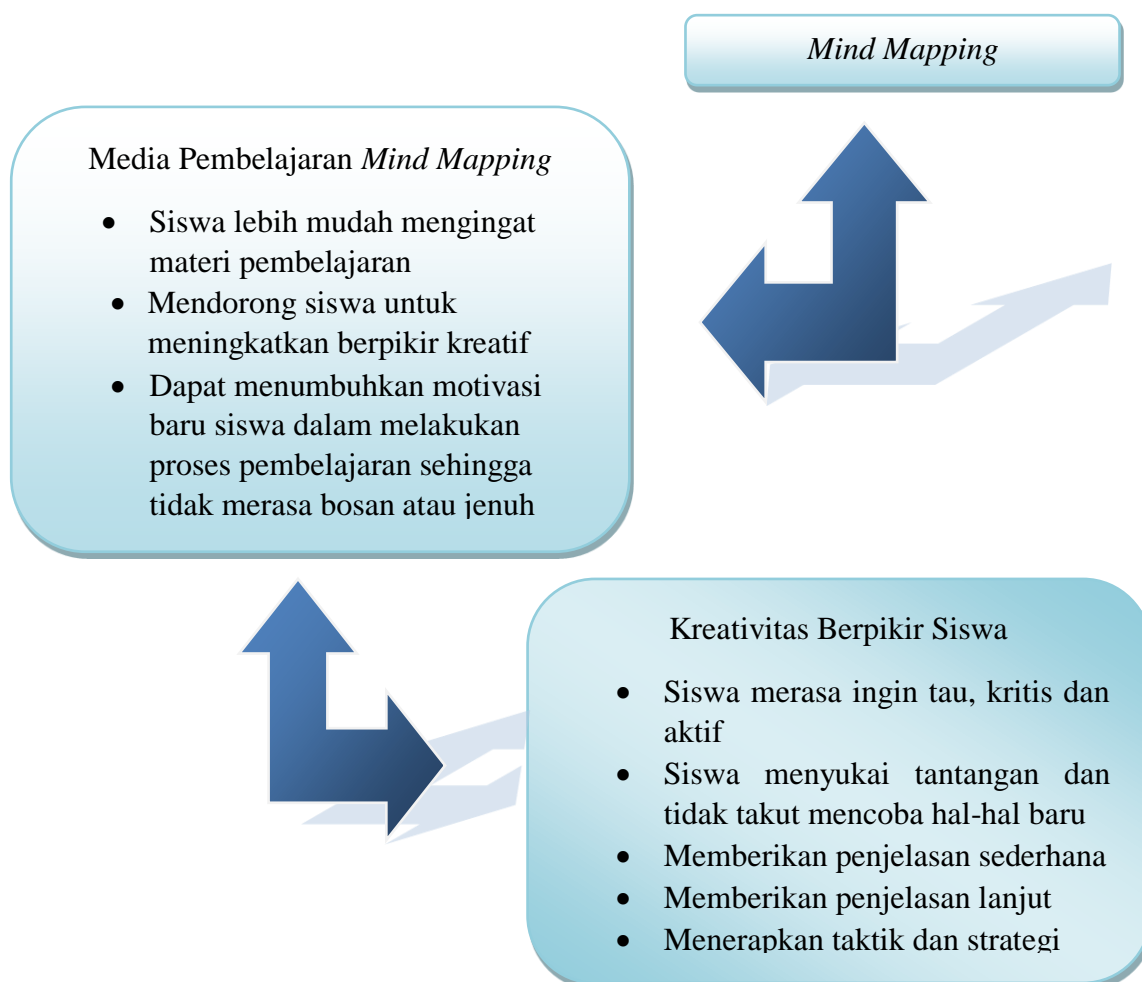 Mind Mapping
Media Pembelajaran Mind Mapping
• Siswa lebih mudah mengingat
materi pembelajaran
• Mendorong siswa untuk
meningkatkan berpikir kreatif
• Dapat menumbuhkan motivasi
baru siswa dalam melakukan
proses pembelajaran sehingga
tidak merasa bosan atau jenuh
Kreativitas Berpikir Siswa
• Siswa merasa ingin tau, kritis dan
aktif
• Siswa menyukai tantangan dan
tidak takut mencoba hal-hal baru
• Memberikan penjelasan sederhana
• Memberikan penjelasan lanjut
• Menerapkan taktik dan strategi